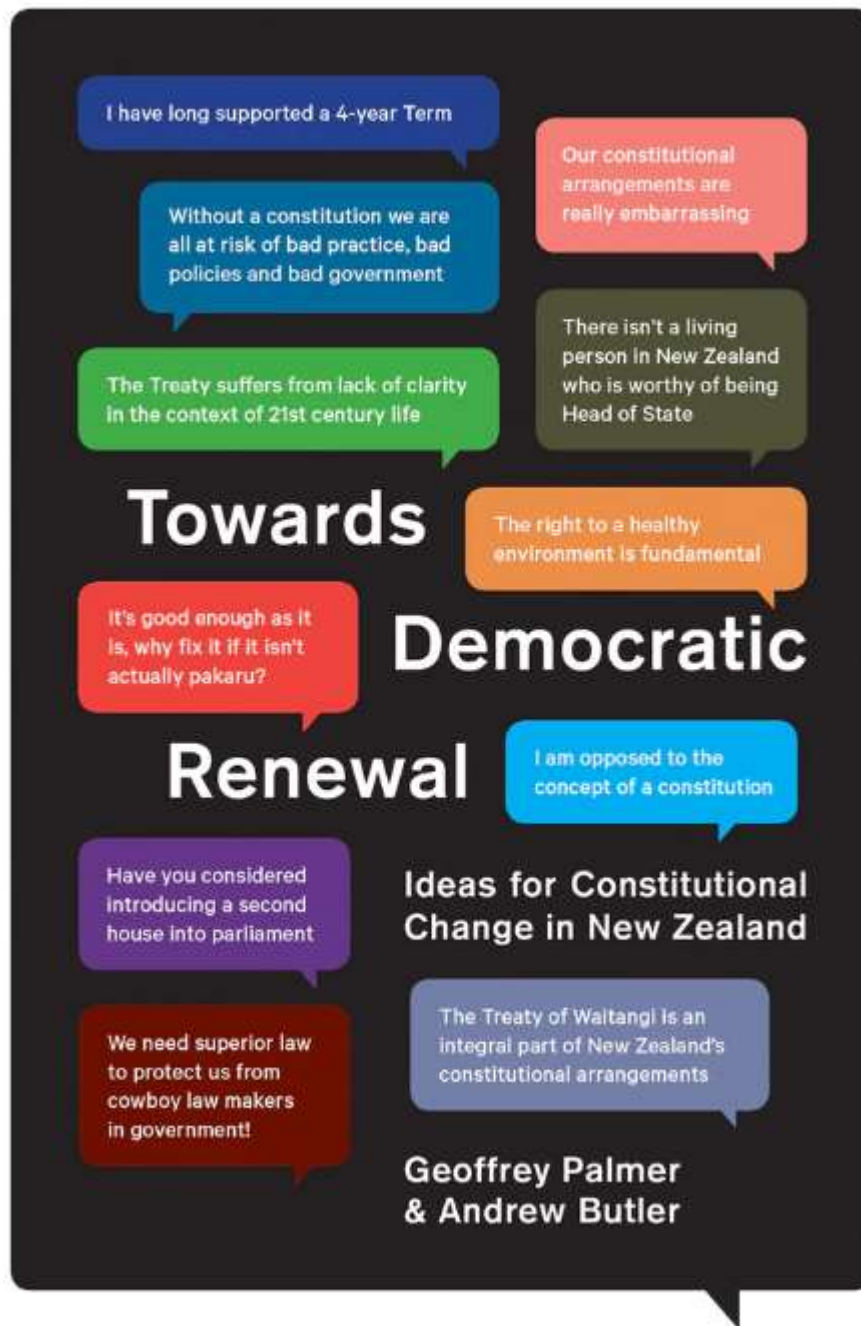 I have long supported a 4-year Term
Our constitutional
arrangements are
really embarrassing
Without a constitution we are
all at risk of bad practice, bad
policies and bad government
There isn't a living
person in New Zealand
who is worthy of being
Head of State
The Treaty suffers from lack of clarity
in the context of 21st century life
Towards
The right to a healthy
environment is fundamental
It's good enough as it
is, why fix it if it isn't
actually pakaru?
Democratic
Renewal
I am opposed to the
concept of a constitution
Have you considered
introducing a second
house into parliament
Ideas for Constitutional
Change in New Zealand
We need superior law
to protect us from
cowboy law makers
in government!
The Treaty of Waitangi is an
integral part of New Zealand's
constitutional arrangements
Geoffrey Palmer
& Andrew Butler